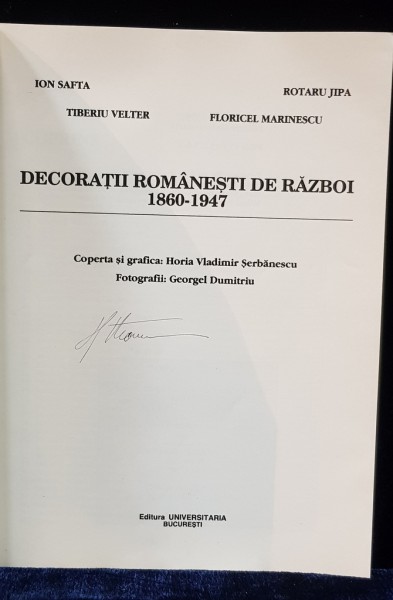 ION SAFTA
ROTARU JIPA
TIBERIU VELTER
FLORICEL MARINESCU
DECORAȚII ROMÂNEȘTI DE RĂZBOI
1860-1947
Coperta și grafica: Horia Vladimir Șerbănescu
Fotografii: Georgel Dumitriu
Editura UNIVERSITARIA
BUCUREȘTI